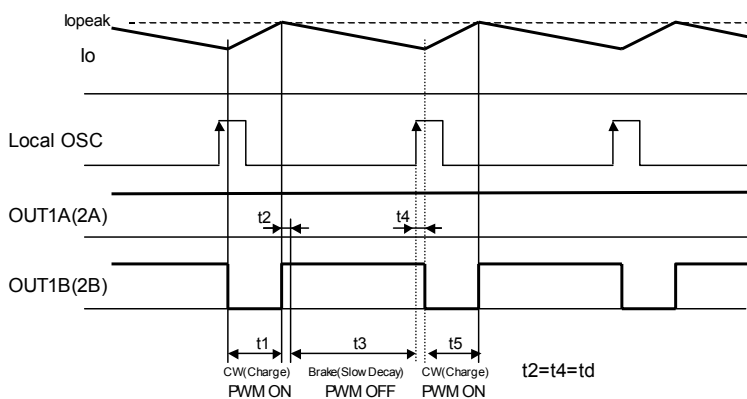 Iopeak
Io
Local OSC
OUT1A(2A)
t2
t4
OUT1B(2B)
t1
t3
t5
t2=t4=td
CW(Charge)
Brake(Slow Decay)
CW(Charge)
PWM ON
PWM OFF
PWM ON